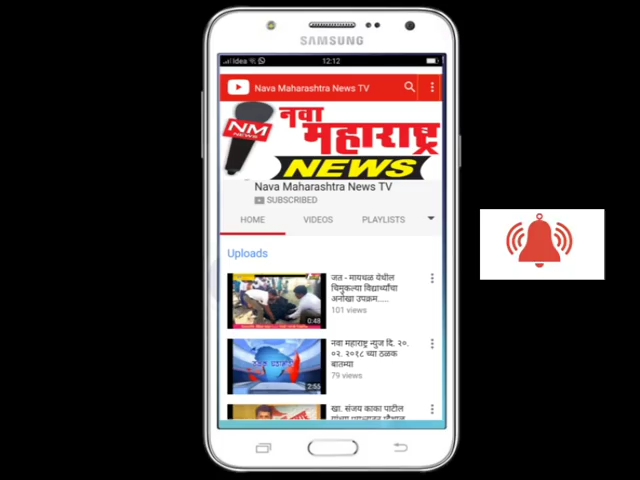 SAMSUNG
Idea
12:12
Nava Maharashtra News TV
नवा
महाराष्ट्र
NM
NEWS
NEWS
Nava Maharashtra News TV
SUBSCRIBED
HOME VIDEOS PLAYLISTS
Uploads
जत - मायथळ येथील
चिमुकल्या विद्यार्थ्यांचा
अनोखा उपक्रम.....
101 views
0:48
नवा महाराष्ट्र न्युज दि. २०.
०२. २०१८ च्या ठळक
बातम्या
79 views
2:55
खा. संजय काका पाटील